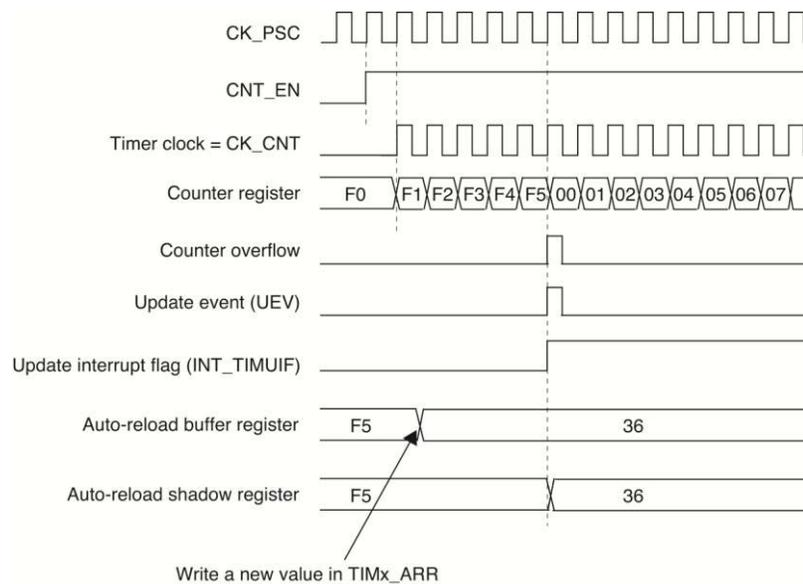 CK_PSC
CNT_EN
Timer clock = CK_CNT
Counter register F0 F1 F2 F3 F4 F5 00 01 02 03 04 05 06 07
Counter overflow
Update event (UEV)
Update interrupt flag (INT_TIMUIF)
Auto-reload buffer register F5 36
Auto-reload shadow register F5 36
Write a new value in TIMx_ARR